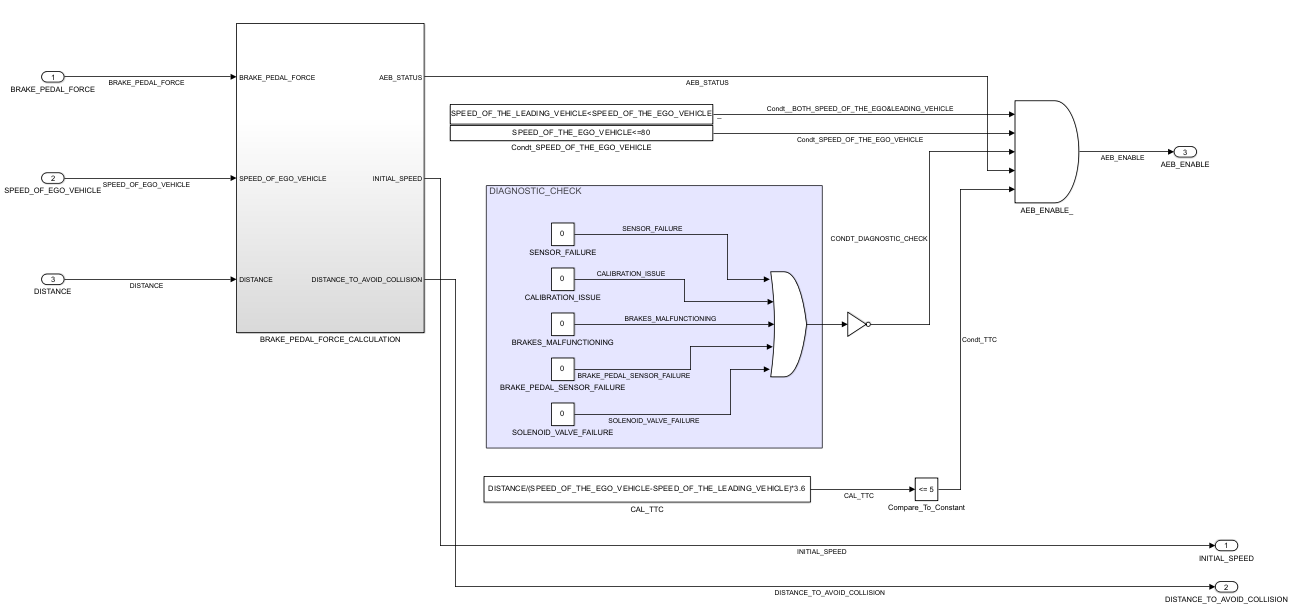 1
BRAKE_PEDAL_FORCE
BRAKE_PEDAL_FORCE
2
SPEED_OF_EGO_VEHICLE
SPEED_OF_EGO_VEHICLE
3
DISTANCE
DISTANCE
BRAKE_PEDAL_FORCE
AEB_STATUS
SPEED_OF_EGO_VEHICLE
INITIAL_SPEED
DISTANCE
DISTANCE_TO_AVOID_COLLISION
BRAKE_PEDAL_FORCE_CALCULATION
AEB_STATUS
SPEED_OF_THE_LEADING_VEHICLE<SPEED_OF_THE_EGO_VEHICLE
_
Condt__BOTH_SPEED_OF_THE_EGO&LEADING_VEHICLE
SPEED_OF_THE_EGO_VEHICLE<=80
Condt_SPEED_OF_THE_EGO_VEHICLE
Condt_SPEED_OF_THE_EGO_VEHICLE
AEB_ENABLE_
AEB_ENABLE
3
AEB_ENABLE
DIAGNOSTIC_CHECK
0
SENSOR_FAILURE
SENSOR_FAILURE
0
CALIBRATION_ISSUE
CALIBRATION_ISSUE
0
BRAKES_MALFUNCTIONING
BRAKES_MALFUNCTIONING
0
BRAKE_PEDAL_SENSOR_FAILURE
BRAKE_PEDAL_SENSOR_FAILURE
0
SOLENOID_VALVE_FAILURE
SOLENOID_VALVE_FAILURE
CONDT_DIAGNOSTIC_CHECK
Condt_TTC
DISTANCE/(SPEED_OF_THE_EGO_VEHICLE-SPEED_OF_THE_LEADING_VEHICLE)*3.6
CAL_TTC
CAL_TTC
<= 5
Compare_To_Constant
INITIAL_SPEED
1
INITIAL_SPEED
DISTANCE_TO_AVOID_COLLISION
2
DISTANCE_TO_AVOID_COLLISION